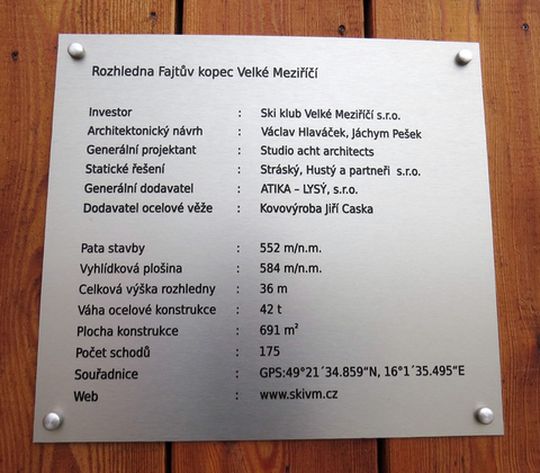 Rozhledna Fajtův kopec Velké Meziříčí
Investor : Ski klub Velké Meziříčí s.r.o.
Architektonický návrh : Václav Hlaváček, Jáchym Pešek
Generální projektant : Studio acht architects
Statické řešení : Stráský, Hustý a partneři s.r.o.
Generální dodavatel : ATIKA – LYSÝ, s.r.o.
Dodavatel ocelové věže : Kovovýroba Jiří Caska
Pata stavby : 552 m/n.m.
Vyhlídková plošina : 584 m/n.m.
Celková výška rozhledny : 36 m
Váha ocelové konstrukce : 42 t
Plocha konstrukce : 691 m²
Počet schodů : 175
Souřadnice : GPS:49°21´34.859“N, 16°1´35.495“E
Web : www.skivm.cz